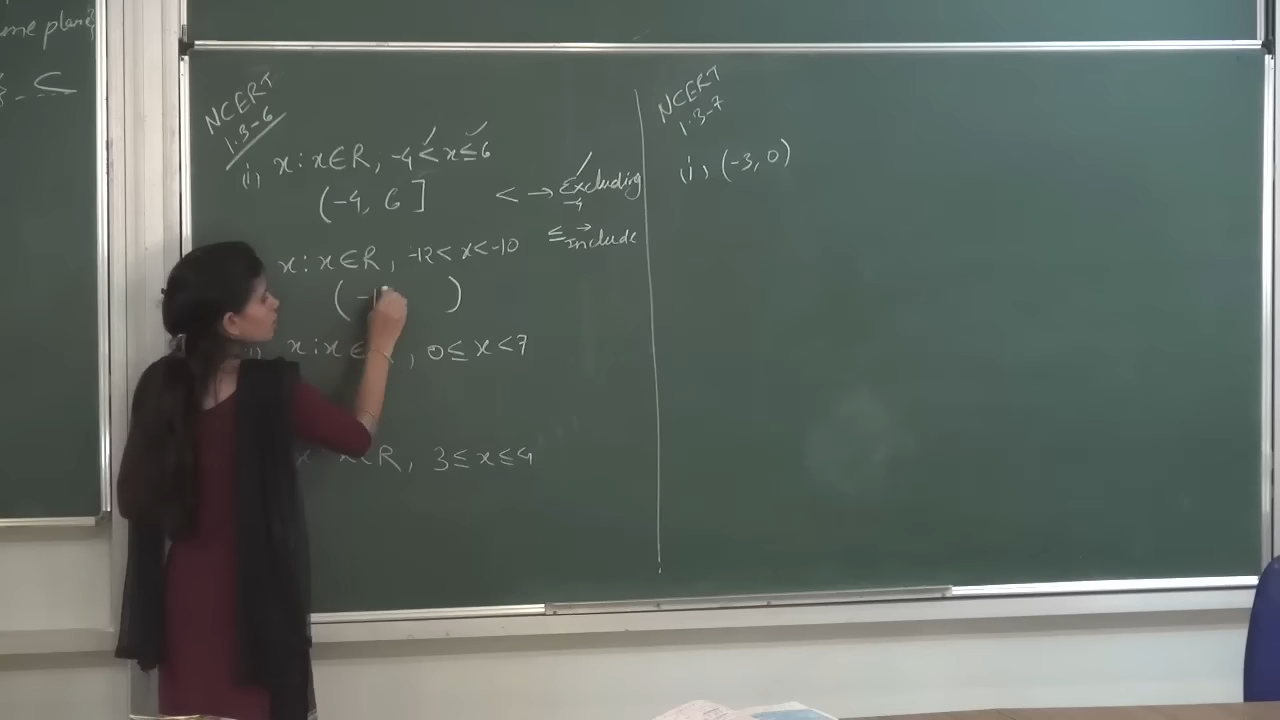 me plane}
NCERT
1.3-6
(i) x : x ∈ R, -4 < x ≤ 6
(-4, 6]
< → Excluding
-4
≤ → Include
x : x ∈ R, -12 < x < -10
( -1 )
x : x ∈ R, 0 ≤ x < 7
x x ∈ R, 3 ≤ x ≤ 4
NCERT
1.3-7
(i) (-3, 0)